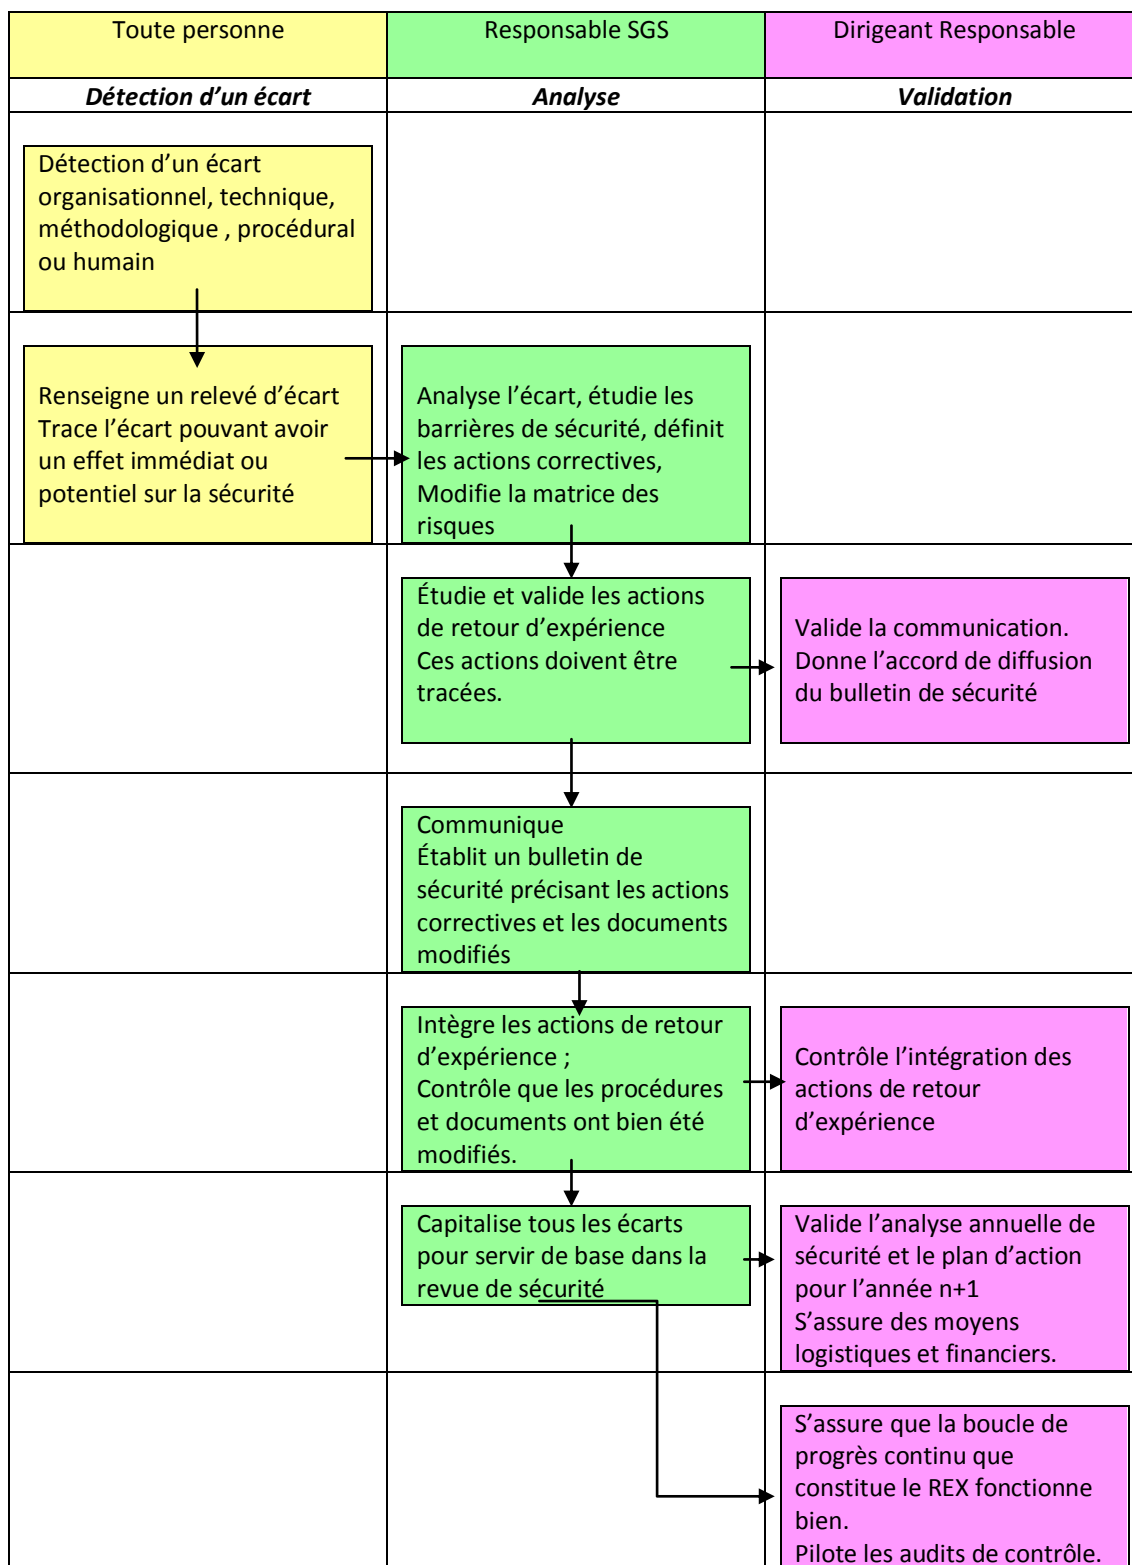 Toute personne
Responsable SGS
Dirigeant Responsable
Détection d’un écart
Analyse
Validation
Détection d’un écart
organisationnel, technique,
méthodologique , procédural
ou humain
Renseigne un relevé d’écart
Trace l’écart pouvant avoir
un effet immédiat ou
potentiel sur la sécurité
Analyse l’écart, étudie les
barrières de sécurité, définit
les actions correctives,
Modifie la matrice des
risques
Étudie et valide les actions
de retour d’expérience
Ces actions doivent être
tracées.
Valide la communication.
Donne l’accord de diffusion
du bulletin de sécurité
Communique
Établit un bulletin de
sécurité précisant les actions
correctives et les documents
modifiés
Intègre les actions de retour
d’expérience ;
Contrôle que les procédures
et documents ont bien été
modifiés.
Contrôle l’intégration des
actions de retour
d’expérience
Capitalise tous les écarts
pour servir de base dans la
revue de sécurité
Valide l’analyse annuelle de
sécurité et le plan d’action
pour l’année n+1
S’assure des moyens
logistiques et financiers.
S’assure que la boucle de
progrès continu que
constitue le REX fonctionne
bien.
Pilote les audits de contrôle.